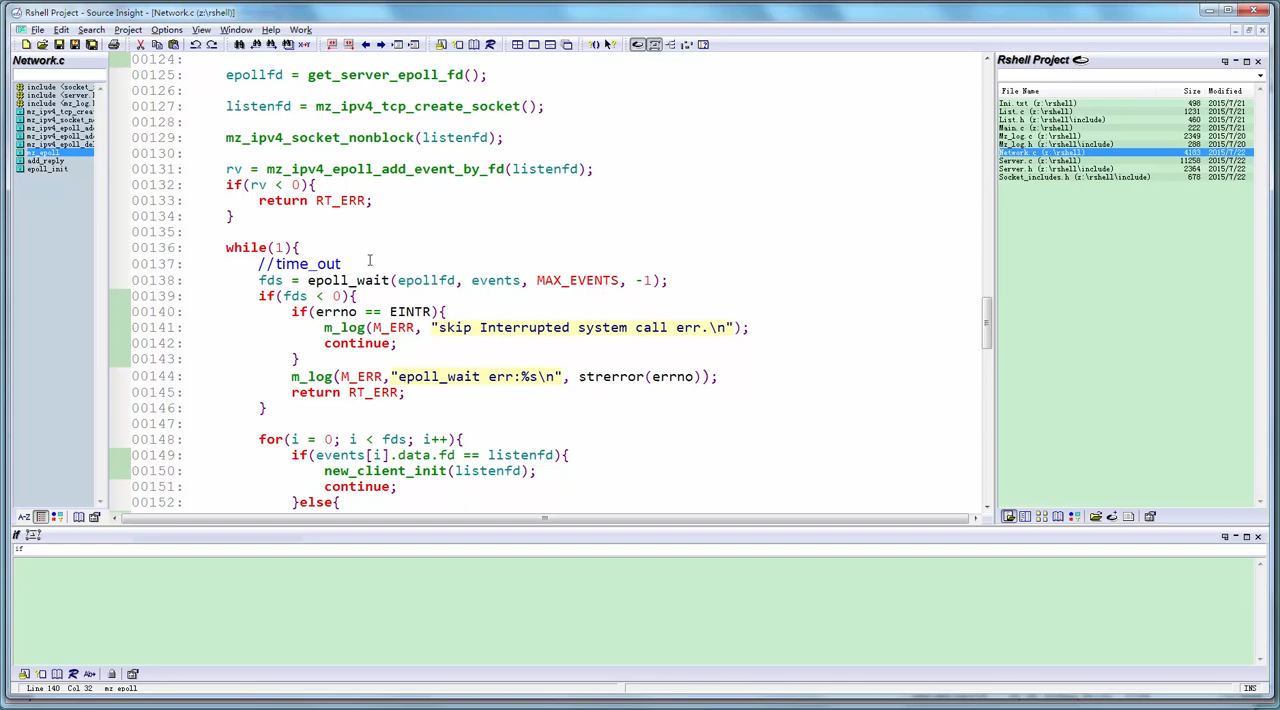 Rshell Project - Source Insight - [Network.c (z:\rshell)]
File Edit Search Project Options View Window Help Work
Network.c
include <socket_
include <server.
include <mz_log.
mz_ipv4_tcp_crea
mz_ipv4_socket_no
mz_ipv4_epoll_ad
mz_ipv4_epoll_ad
mz_ipv4_epoll_de
mz_epoll
add_reply
epoll_init
00124:
00125: epollfd = get_server_epoll_fd();
00126:
00127: listenfd = mz_ipv4_tcp_create_socket();
00128:
00129: mz_ipv4_socket_nonblock(listenfd);
00130:
00131: rv = mz_ipv4_epoll_add_event_by_fd(listenfd);
00132: if(rv < 0){
00133: return RT_ERR;
00134: }
00135:
00136: while(1){
00137: //time_out
00138: fds = epoll_wait(epollfd, events, MAX_EVENTS, -1);
00139: if(fds < 0){
00140: if(errno == EINTR){
00141: m_log(M_ERR, "skip Interrupted system call err.\n");
00142: continue;
00143: }
00144: m_log(M_ERR,"epoll_wait err:%s\n", strerror(errno));
00145: return RT_ERR;
00146: }
00147:
00148: for(i = 0; i < fds; i++){
00149: if(events[i].data.fd == listenfd){
00150: new_client_init(listenfd);
00151: continue;
00152: }else{
Rshell Project
File Name Size Modified
Ini.txt (z:\rshell) 498 2015/7/21
List.c (z:\rshell) 1231 2015/7/21
List.h (z:\rshell\include) 460 2015/7/21
Main.c (z:\rshell) 222 2015/7/21
Mz_log.c (z:\rshell) 2349 2015/7/20
Mz_log.h (z:\rshell\include) 288 2015/7/20
Network.c (z:\rshell) 4183 2015/7/22
Server.c (z:\rshell) 11258 2015/7/22
Server.h (z:\rshell\include) 2364 2015/7/22
Socket_includes.h (z:\rshell\include) 678 2015/7/22
A-Z
if
if
Line 140 Col 32 mz_epoll
INS